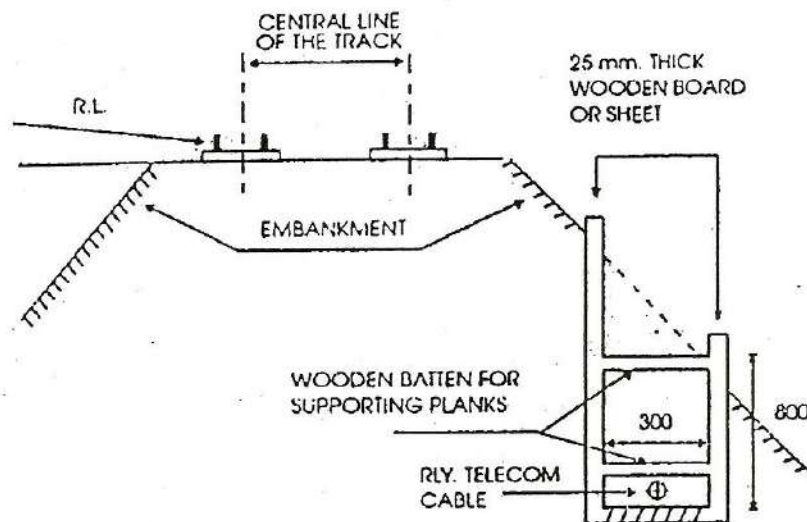 CENTRAL LINE
OF THE TRACK
25 mm. THICK
WOODEN BOARD
OR SHEET
R.L.
EMBANKMENT
WOODEN BATTEN FOR
SUPPORTING PLANKS
300
800
RLY. TELECOM
CABLE